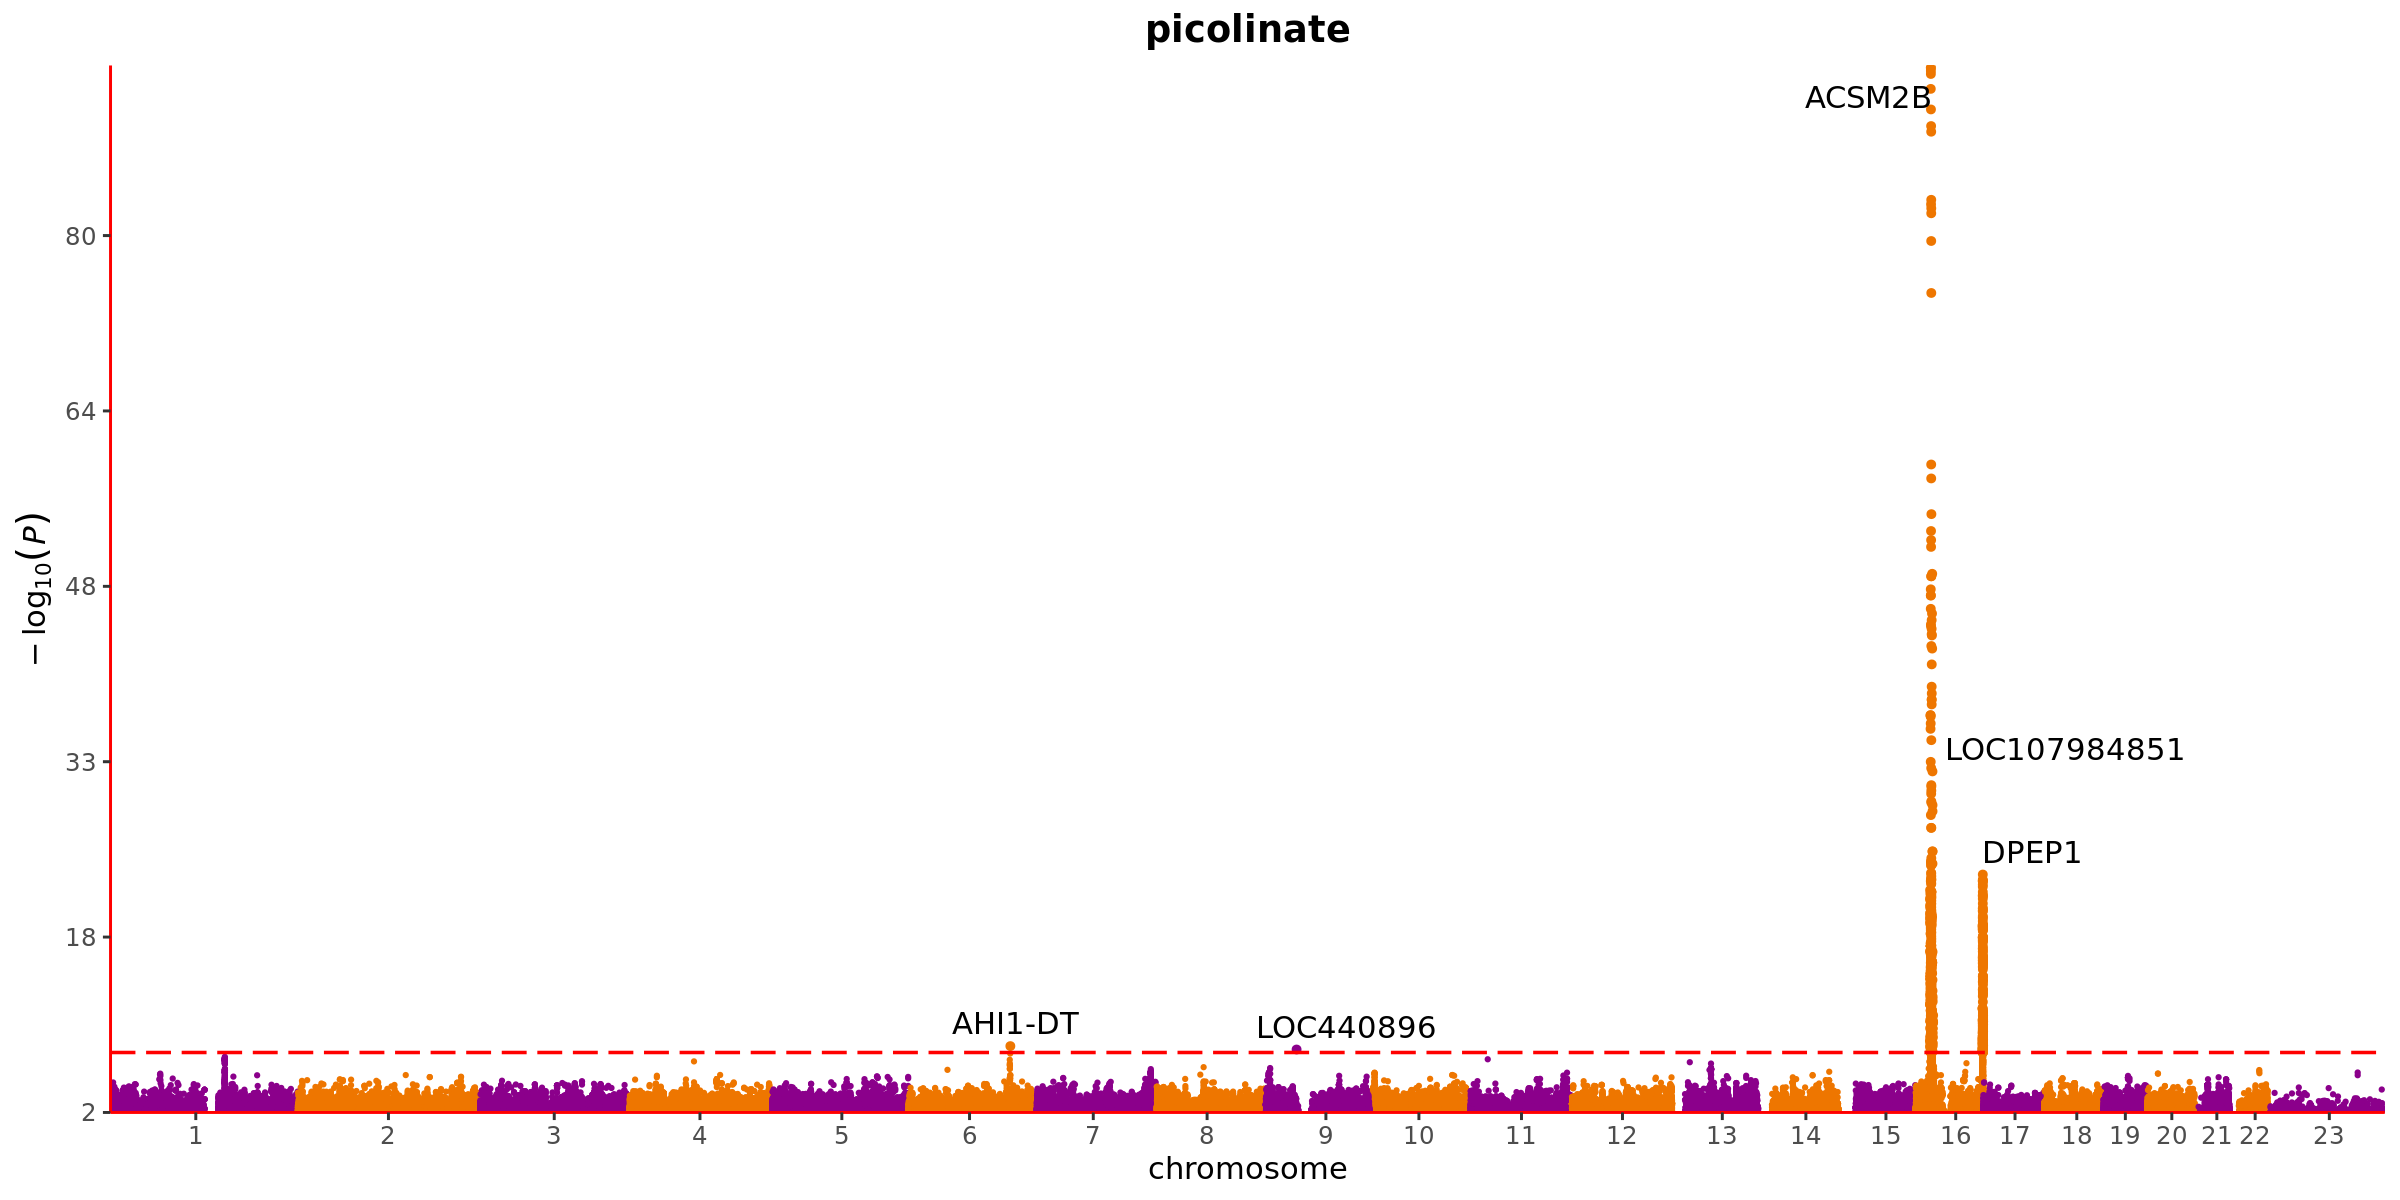 picolinate
ACSM2B
80
64
48
33
18
2
− log10(P)
LOC107984851
DPEP1
AHI1-DT
LOC440896
1 2 3 4 5 6 7 8 9 10 11 12 13 14 15 16 17 18 19 20 21 22 23
chromosome